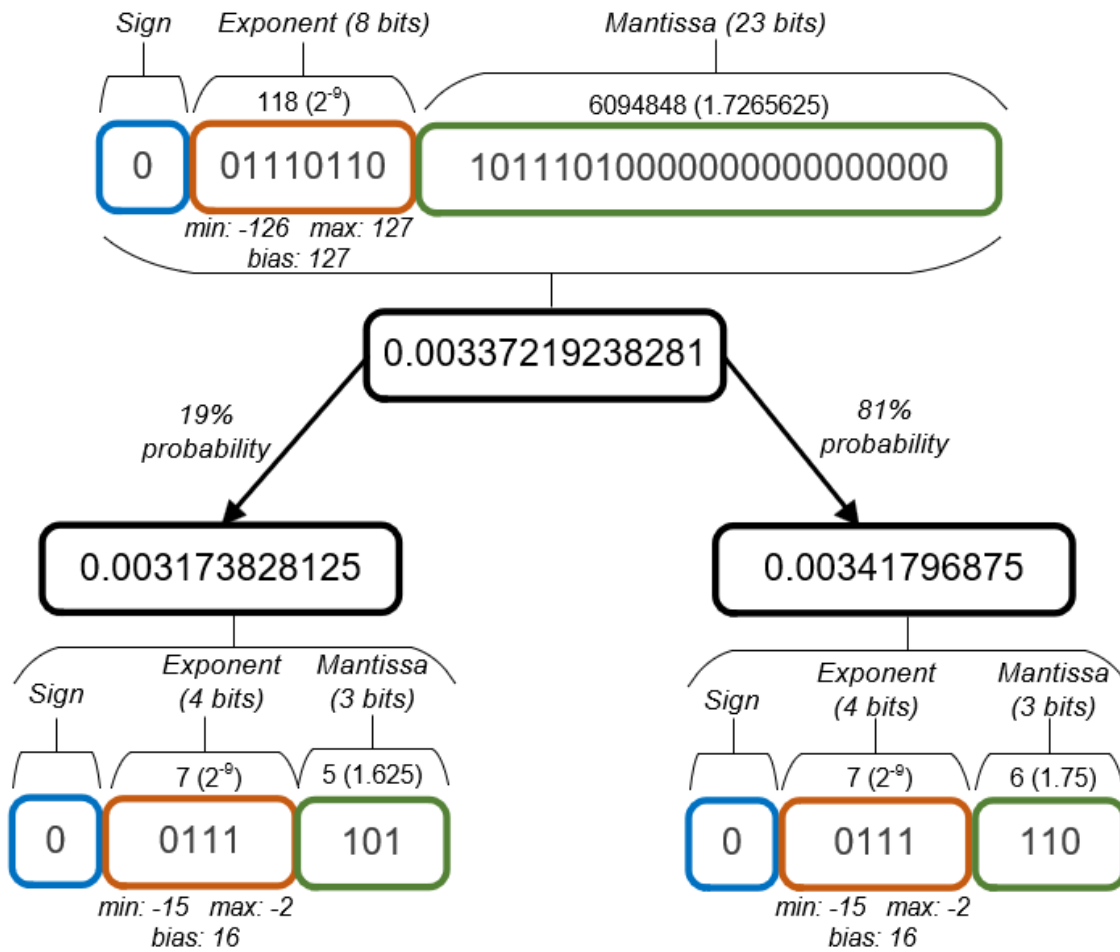 Sign Exponent (8 bits) Mantissa (23 bits)
118 (2⁻⁹) 6094848 (1.7265625)
0 01110110 10111010000000000000000
min: -126 max: 127
bias: 127
0.00337219238281
19%
probability
81%
probability
0.003173828125 0.00341796875
Sign Exponent
(4 bits) Mantissa
(3 bits)
7 (2⁻⁹) 5 (1.625)
0 0111 101
min: -15 max: -2
bias: 16
Sign Exponent
(4 bits) Mantissa
(3 bits)
7 (2⁻⁹) 6 (1.75)
0 0111 110
min: -15 max: -2
bias: 16